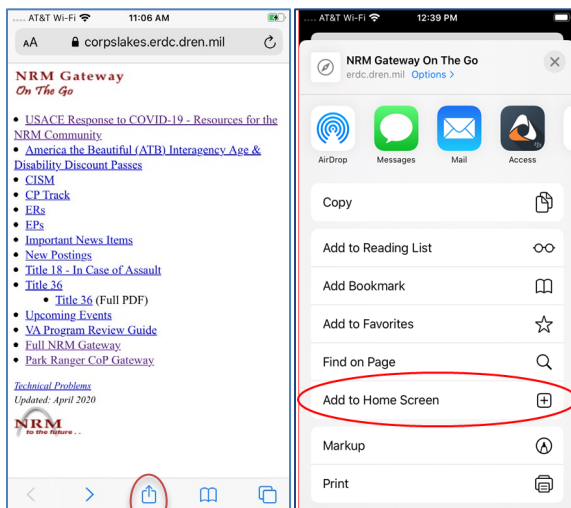 .... AT&T Wi-Fi 11:06 AM
AA corpslakes.erdc.dren.mil
NRM Gateway
On The Go
• USACE Response to COVID-19 - Resources for the
NRM Community
• America the Beautiful (ATB) Interagency Age &
Disability Discount Passes
• CISM
• CP Track
• ERs
• EPs
• Important News Items
• New Postings
• Title 18 - In Case of Assault
• Title 36
• Title 36 (Full PDF)
• Upcoming Events
• VA Program Review Guide
• Full NRM Gateway
• Park Ranger CoP Gateway
Technical Problems
Updated: April 2020
NRM
to the future . .
.... AT&T Wi-Fi 12:39 PM
NRM Gateway On The Go
erdc.dren.mil Options >
AirDrop Messages Mail Access
Copy
Add to Reading List
Add Bookmark
Add to Favorites
Find on Page
Add to Home Screen
Markup
Print